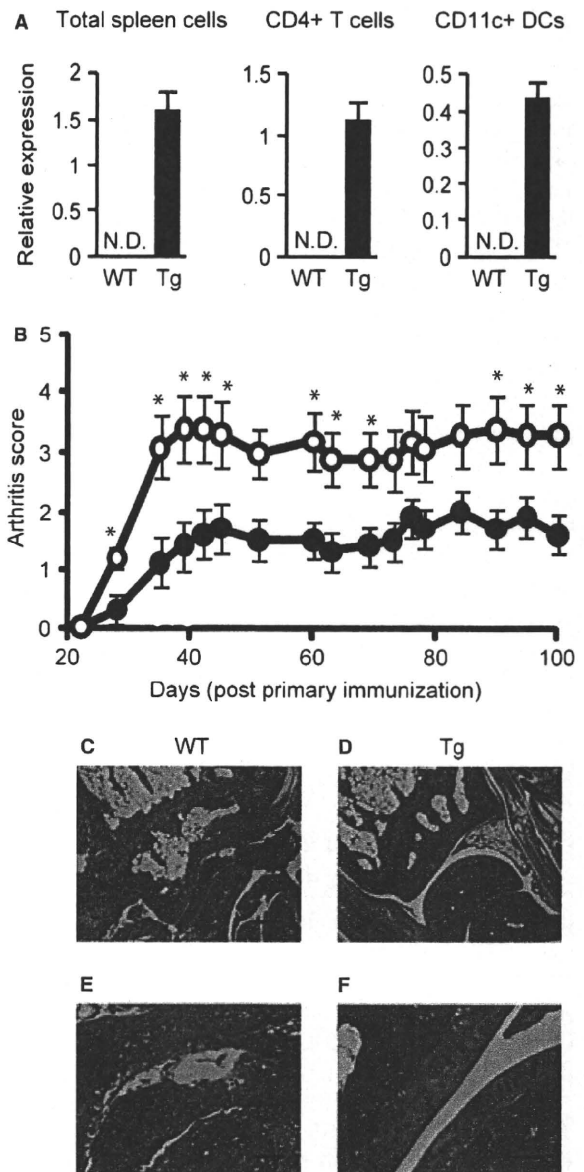 A Total spleen cells CD4+ T cells CD11c+ DCs
Relative expression
2
1.5
1
0.5
0
N.D.
WT Tg
1.5
1
0.5
0
N.D.
WT Tg
0.5
0.4
0.3
0.2
0.1
0
N.D.
WT Tg
B
Arthritis score
5
4
3
2
1
0
* * * * * * * * * * *
20 40 60 80 100
Days (post primary immunization)
C WT D Tg
E F